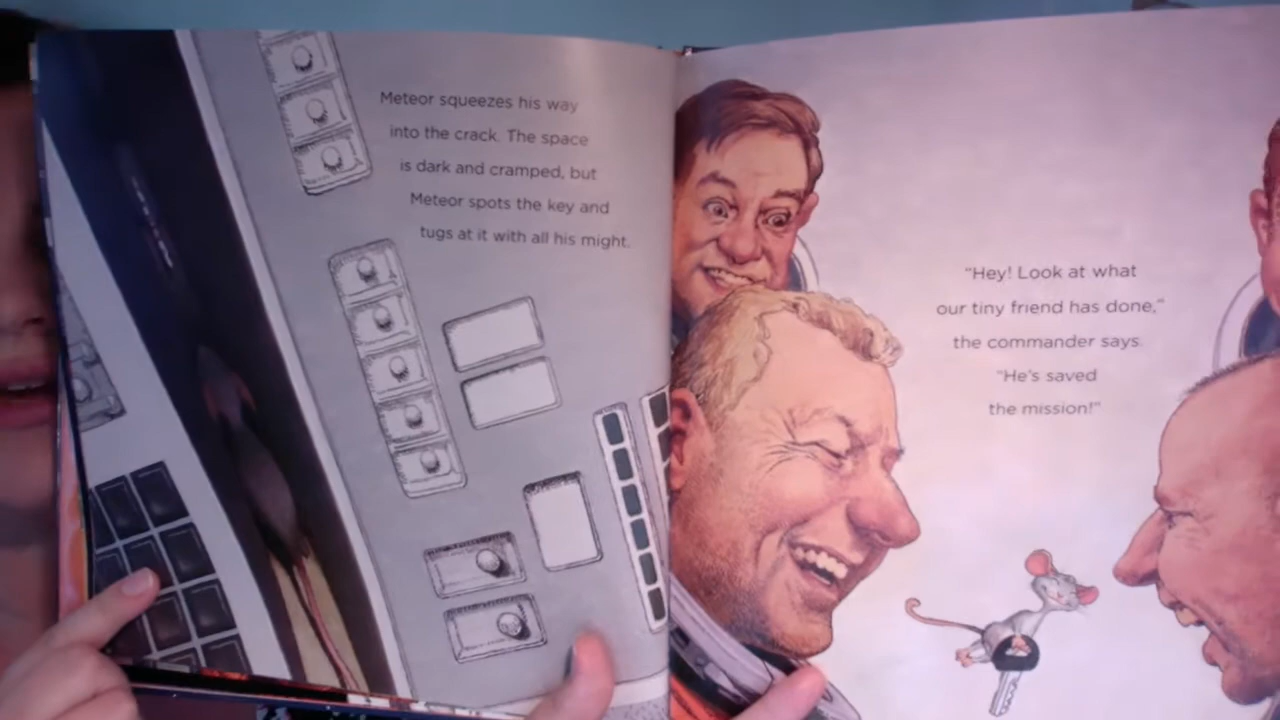 Meteor squeezes his way
into the crack. The space
is dark and cramped, but
Meteor spots the key and
tugs at it with all his might.
"Hey! Look at what
our tiny friend has done,"
the commander says.
"He's saved
the mission!"